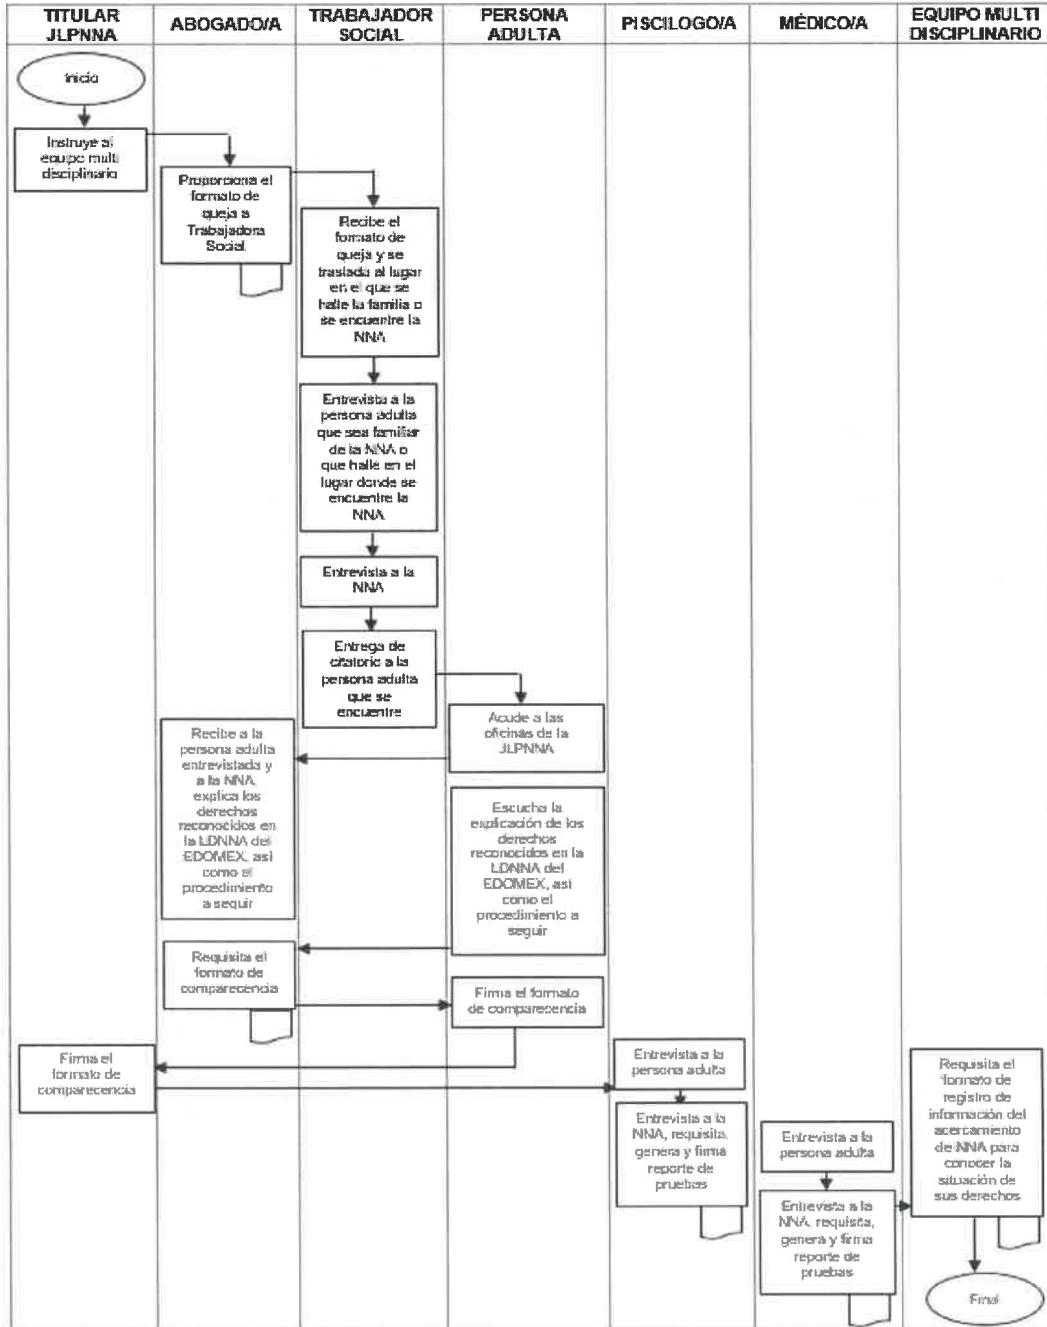 TITULAR
JLPNNA
ABOGADO/A
TRABAJADOR
SOCIAL
PERSONA
ADULTA
PISCILOGO/A
MÉDICO/A
EQUIPO MULTI
DISCIPLINARIO
Inicio
Instruye al
equipo multi
disciplinario
Proporciona el
formato de
queja a
Trabajadora
Social
Recibe el
formato de
queja y se
traslada al lugar
en el que se
halle la familia o
se encuentre la
NNA
Entrevista a la
persona adulta
que sea familiar
de la NNA o
que halle en el
lugar donde se
encuentre la
NNA
Entrevista a la
NNA
Entrega de
citatorio a la
persona adulta
que se
encuentre
Acude a las
oficinas de la
JLPNNA
Recibe a la
persona adulta
entrevistada y
a la NNA,
explica los
derechos
reconocidos en
la LDNNA del
EDOMEX, así
como el
procedimiento
a seguir
Escucha la
explicación de los
derechos
reconocidos en la
LDNNA del
EDOMEX, así
como el
procedimiento a
seguir
Requisita el
formato de
comparecencia
Firma el formato
de comparecencia
Firma el
formato de
comparecencia
Entrevista a la
persona adulta
Entrevista a la
NNA, requisita,
genera y firma
reporte de
pruebas
Entrevista a la
persona adulta
Entrevista a la
NNA, requisita,
genera y firma
reporte de
pruebas
Requisita el
formato de
registro de
información del
acercamiento
de NNA para
conocer la
situación de
sus derechos
Final